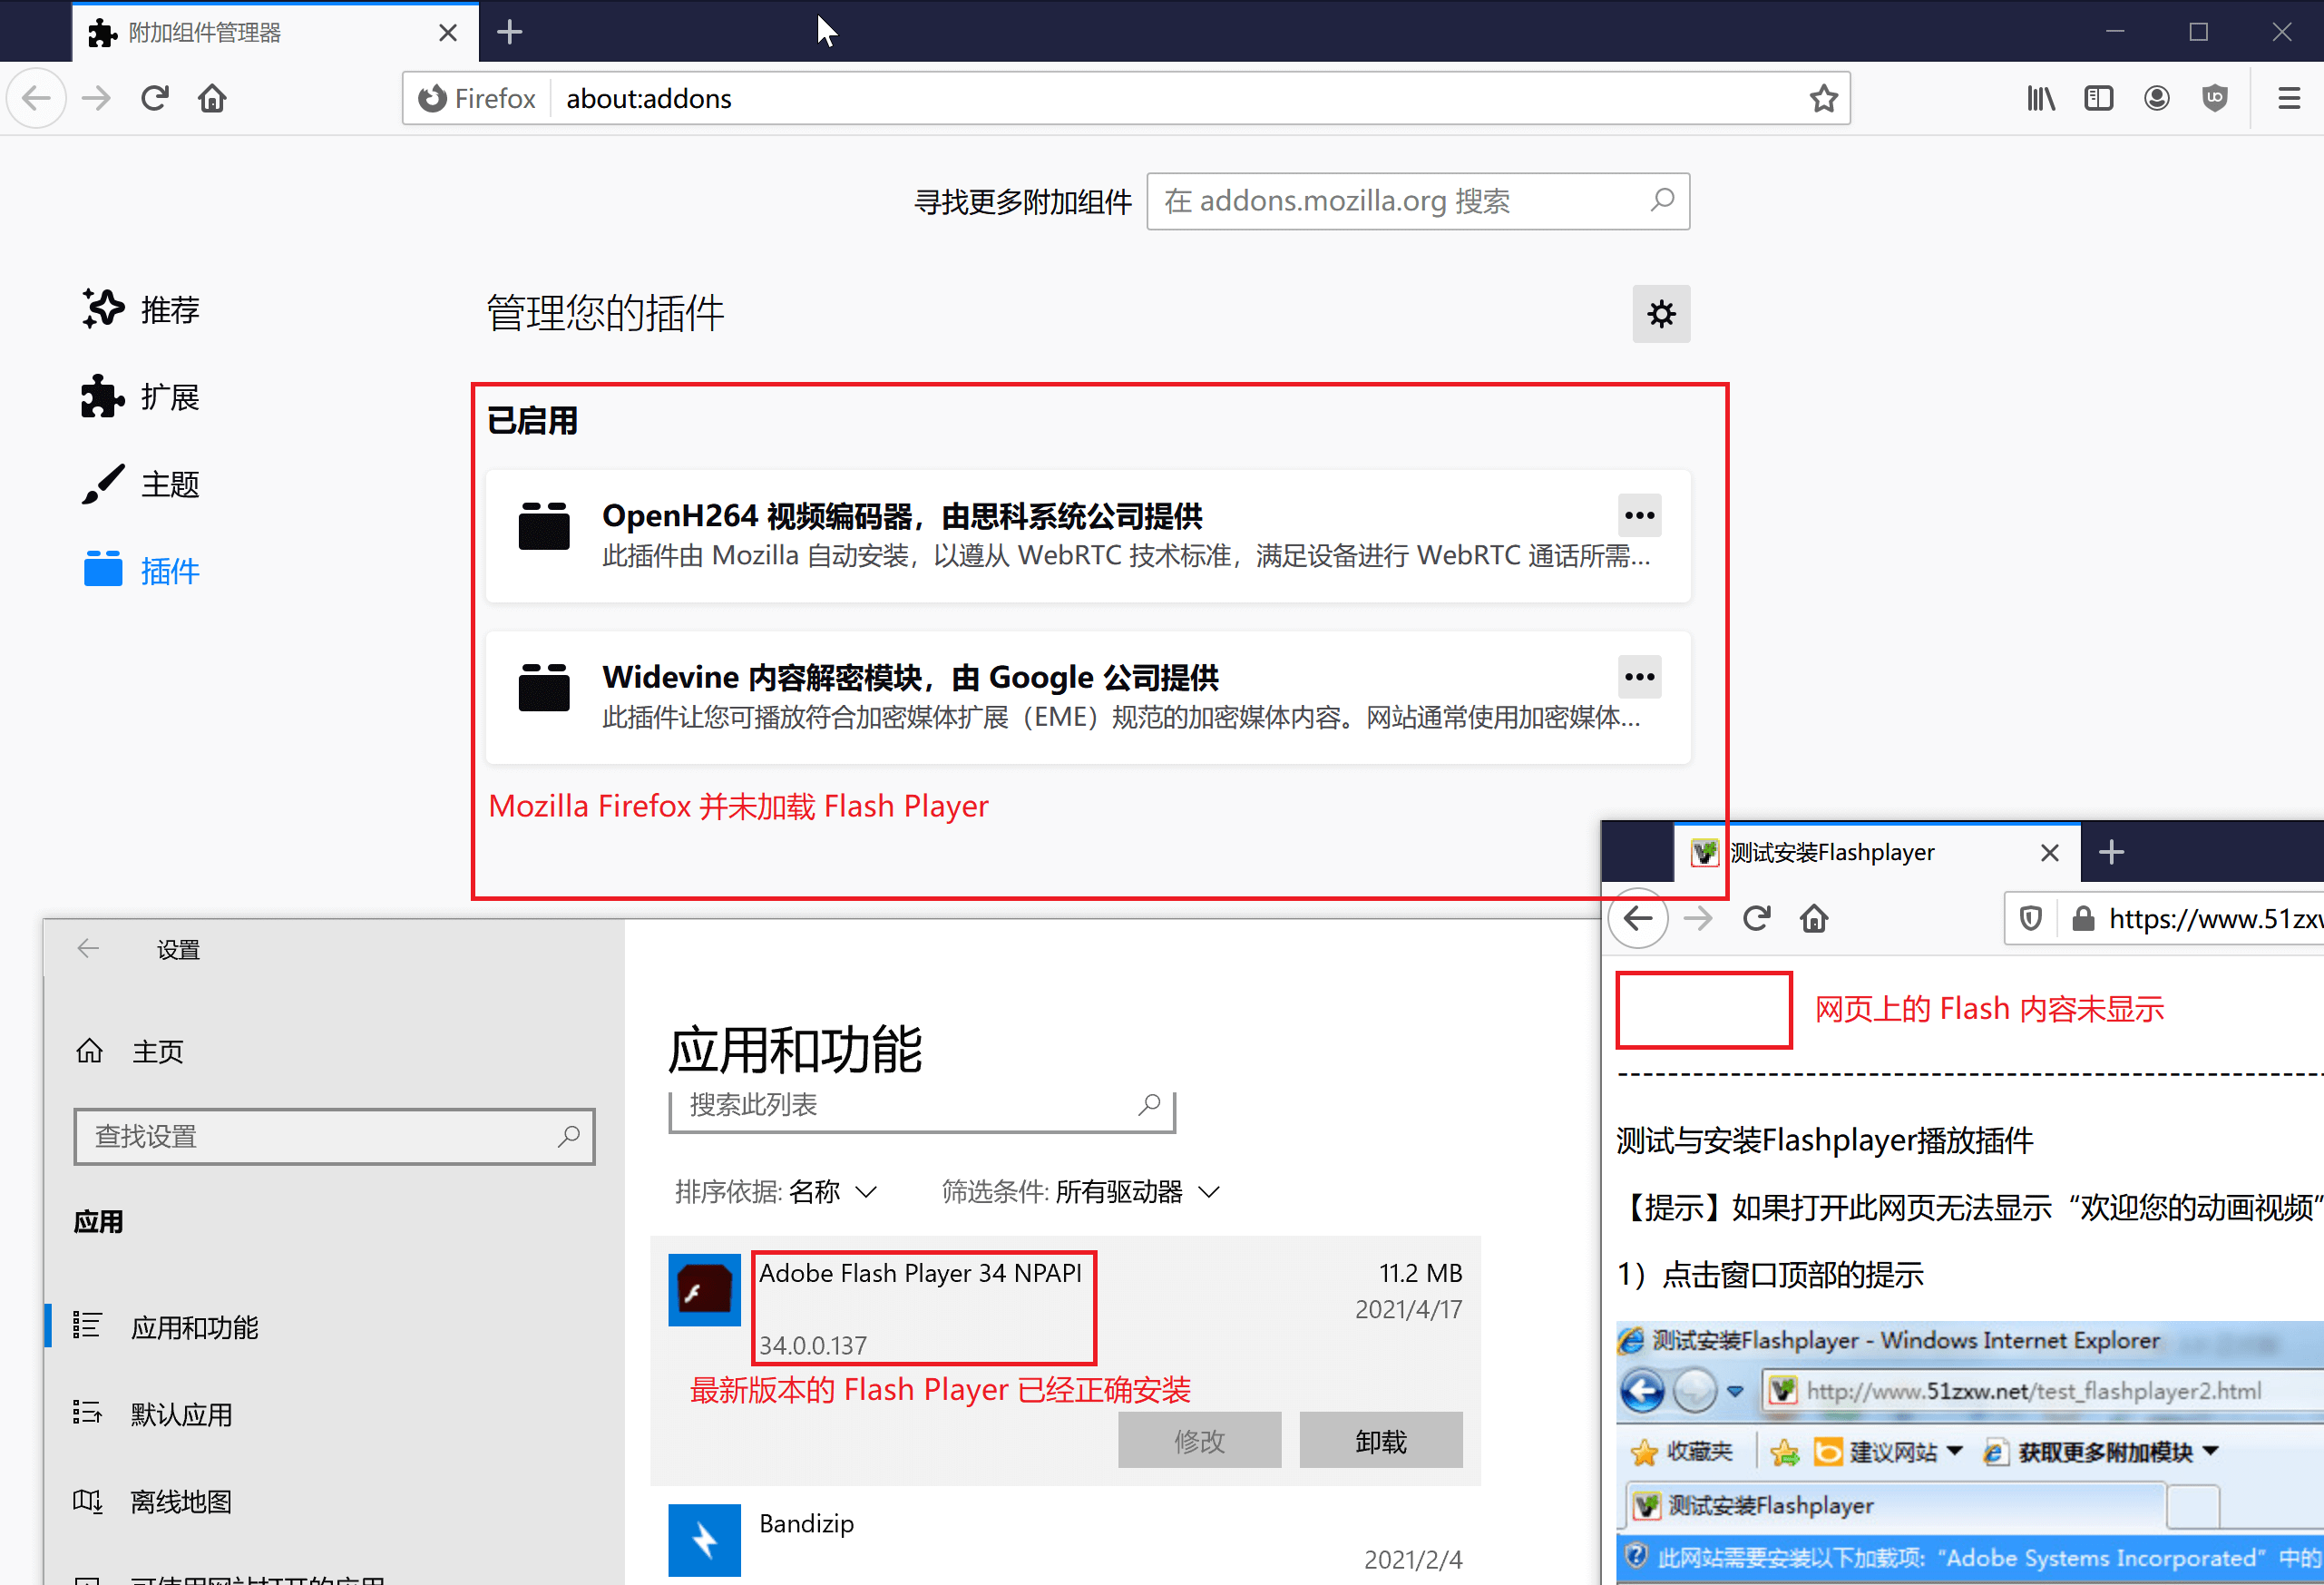 附加组件管理器
Firefox about:addons
寻找更多附加组件 在 addons.mozilla.org 搜索
推荐
扩展
主题
插件
管理您的插件
已启用
OpenH264 视频编码器，由思科系统公司提供
此插件由 Mozilla 自动安装，以遵从 WebRTC 技术标准，满足设备进行 WebRTC 通话所需...
Widevine 内容解密模块，由 Google 公司提供
此插件让您可播放符合加密媒体扩展（EME）规范的加密媒体内容。网站通常使用加密媒体...
Mozilla Firefox 并未加载 Flash Player
设置
主页
查找设置
应用
应用和功能
默认应用
离线地图
可使用网站打开的应用
应用和功能
搜索此列表
排序依据: 名称 筛选条件: 所有驱动器
Adobe Flash Player 34 NPAPI 11.2 MB
2021/4/17
34.0.0.137
最新版本的 Flash Player 已经正确安装
修改 卸载
Bandizip
2021/2/4
测试安装Flashplayer
https://www.51zxw
网页上的 Flash 内容未显示
测试与安装Flashplayer播放插件
【提示】如果打开此网页无法显示“欢迎您的动画视频”
1）点击窗口顶部的提示
测试安装Flashplayer - Windows Internet Explorer
http://www.51zxw.net/test_flashplayer2.html
收藏夹 建议网站 获取更多附加模块
测试安装Flashplayer
此网站需要安装以下加载项:“Adobe Systems Incorporated”中的